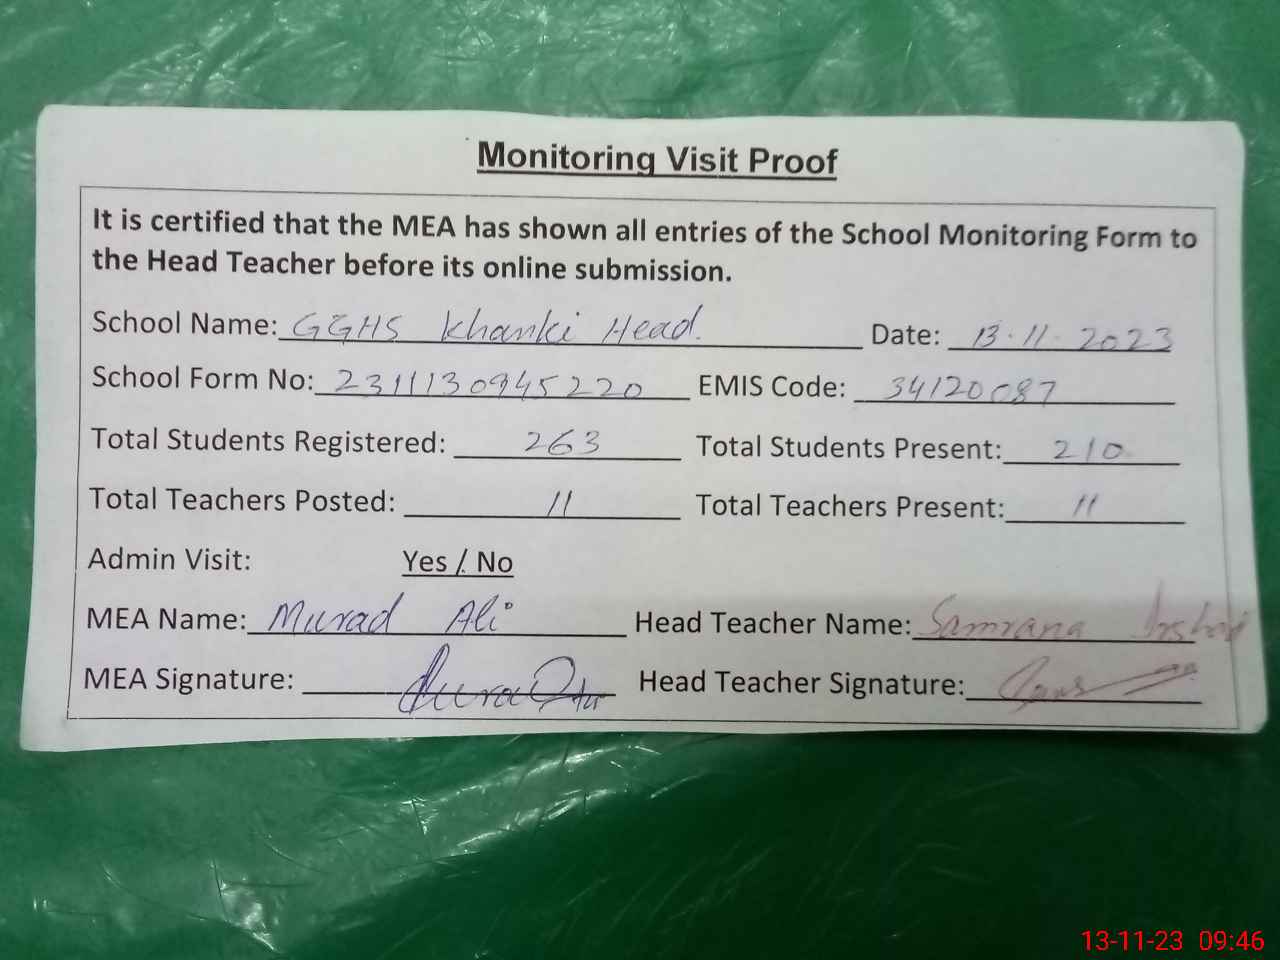 Monitoring Visit Proof
It is certified that the MEA has shown all entries of the School Monitoring Form to
the Head Teacher before its online submission.
School Name: GGHS Khanki Head. Date: 13.11.2023
School Form No: 2311130945220 EMIS Code: 34120087
Total Students Registered: 263 Total Students Present: 210
Total Teachers Posted: 11 Total Teachers Present: 11
Admin Visit: Yes / No
MEA Name: Murad Ali Head Teacher Name: Samrana Irshad
MEA Signature: Head Teacher Signature:
13-11-23 09:46